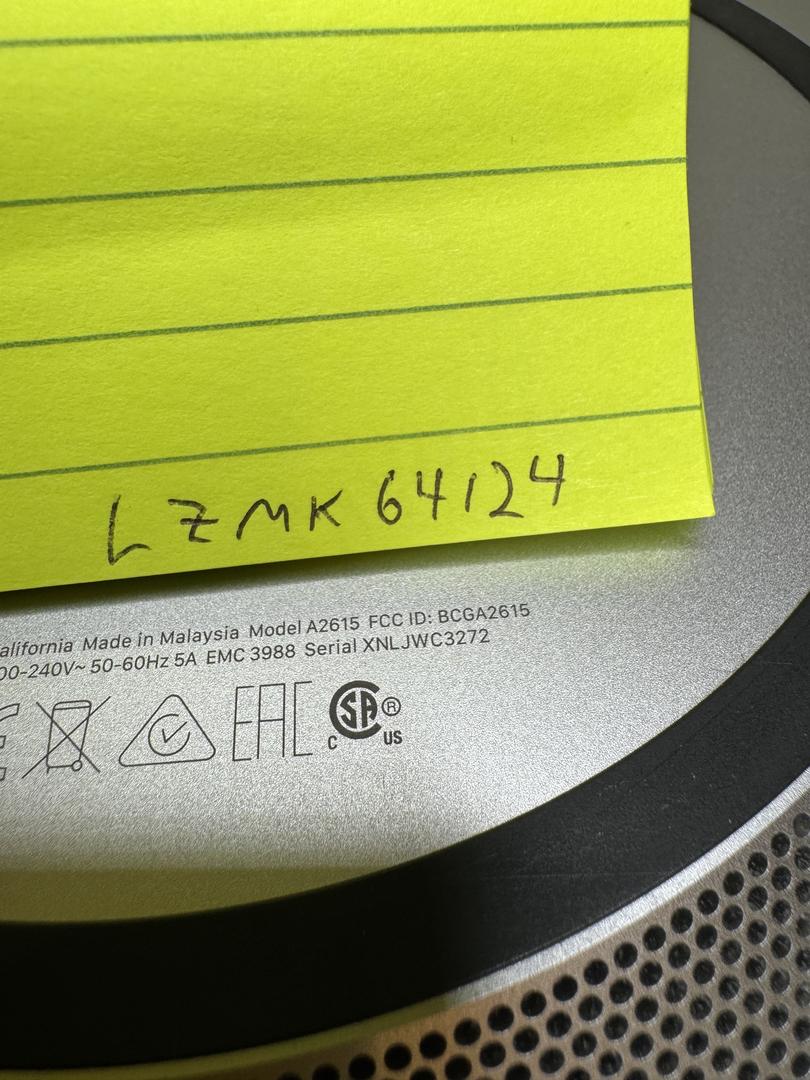 LZMK64124
alifornia Made in Malaysia Model A2615 FCC ID: BCGA2615
00-240V~ 50-60Hz 5A EMC 3988 Serial XNLJWC3272
EAC
SA ®
C US